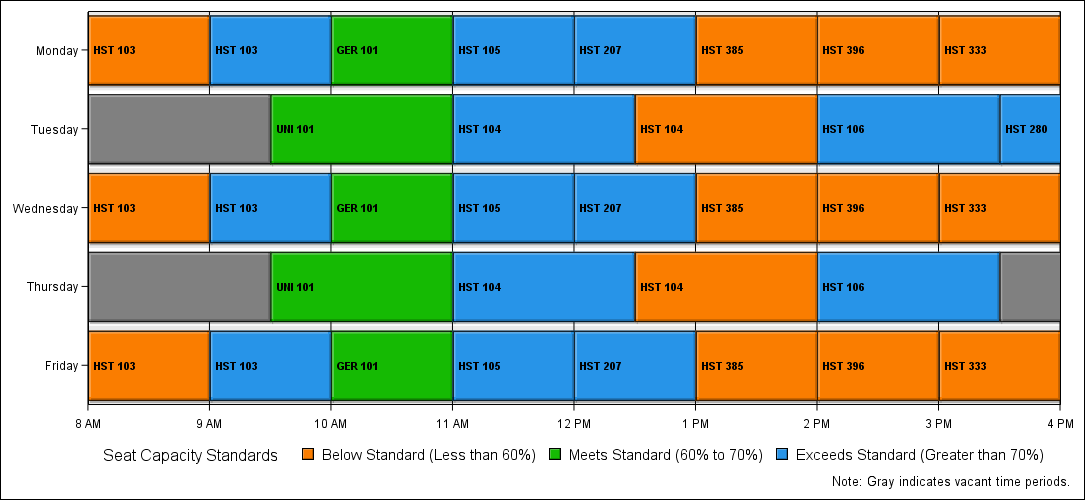 Monday HST 103 HST 103 GER 101 HST 105 HST 207 HST 385 HST 396 HST 333
Tuesday UNI 101 HST 104 HST 104 HST 106 HST 280
Wednesday HST 103 HST 103 GER 101 HST 105 HST 207 HST 385 HST 396 HST 333
Thursday UNI 101 HST 104 HST 104 HST 106
Friday HST 103 HST 103 GER 101 HST 105 HST 207 HST 385 HST 396 HST 333
8 AM 9 AM 10 AM 11 AM 12 PM 1 PM 2 PM 3 PM 4 PM
Seat Capacity Standards Below Standard (Less than 60%) Meets Standard (60% to 70%) Exceeds Standard (Greater than 70%)
Note: Gray indicates vacant time periods.